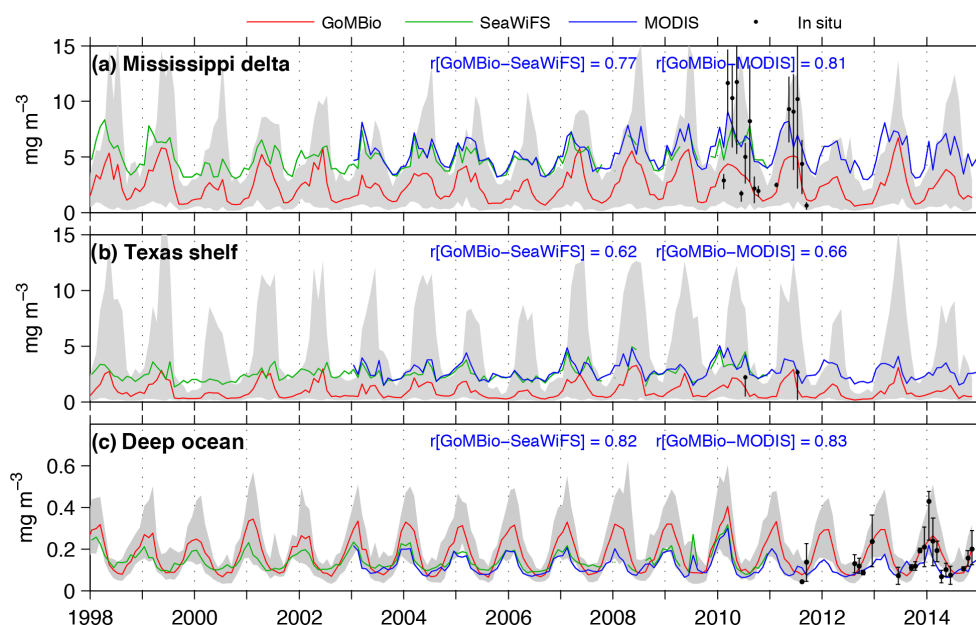 GoMBio SeaWiFS MODIS In situ
(a) Mississippi delta r[GoMBio−SeaWiFS] = 0.77 r[GoMBio−MODIS] = 0.81
mg m−3
15
10
5
0
(b) Texas shelf r[GoMBio−SeaWiFS] = 0.62 r[GoMBio−MODIS] = 0.66
mg m−3
15
10
5
0
(c) Deep ocean r[GoMBio−SeaWiFS] = 0.82 r[GoMBio−MODIS] = 0.83
mg m−3
0.6
0.4
0.2
0
1998 2000 2002 2004 2006 2008 2010 2012 2014